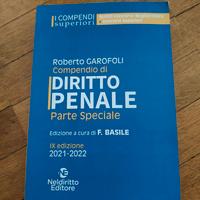 I COMPENDI
superiori
Roberto GAROFOLI
Compendio di
DIRITTO
PENALE
Parte Speciale
Edizione a cura di F. BASILE
IX edizione
2021-2022
NE
Neldiritto
Editore